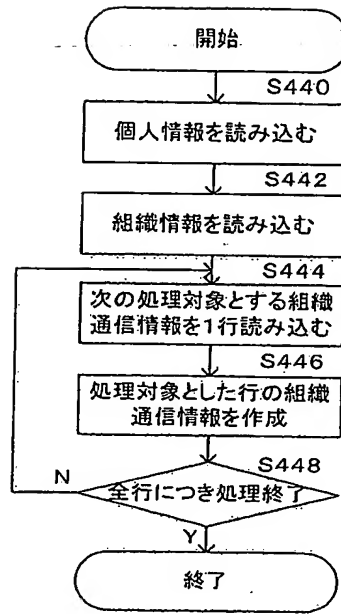 開始
S440
個人情報を読み込む
S442
組織情報を読み込む
S444
次の処理対象とする組織
通信情報を1行読み込む
S446
処理対象とした行の組織
通信情報を作成
S448
N
全行につき処理終了
Y
終了